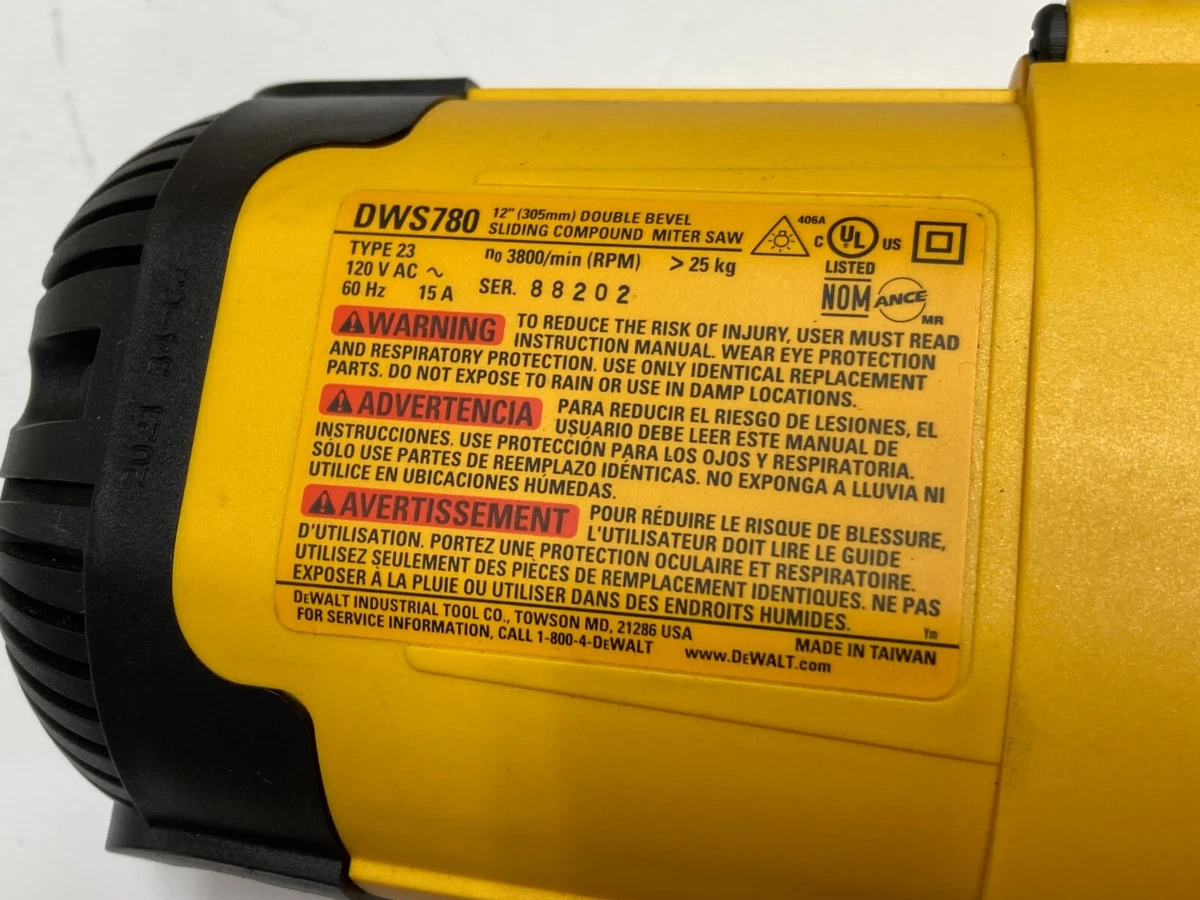 DWS780 12" (305mm) DOUBLE BEVEL
SLIDING COMPOUND MITER SAW
406A
C UL US
LISTED
TYPE 23
n₀ 3800/min (RPM) > 25 kg
120 V AC ~
60 Hz 15 A SER. 88202
NOM ANCE
MR
WARNING TO REDUCE THE RISK OF INJURY, USER MUST READ
INSTRUCTION MANUAL. WEAR EYE PROTECTION
AND RESPIRATORY PROTECTION. USE ONLY IDENTICAL REPLACEMENT
PARTS. DO NOT EXPOSE TO RAIN OR USE IN DAMP LOCATIONS.
ADVERTENCIA PARA REDUCIR EL RIESGO DE LESIONES, EL
USUARIO DEBE LEER ESTE MANUAL DE
INSTRUCCIONES. USE PROTECCIÓN PARA LOS OJOS Y RESPIRATORIA.
SÓLO USE PARTES DE REEMPLAZO IDÉNTICAS. NO EXPONGA A LLUVIA NI
UTILICE EN UBICACIONES HÚMEDAS.
AVERTISSEMENT POUR RÉDUIRE LE RISQUE DE BLESSURE,
L'UTILISATEUR DOIT LIRE LE GUIDE
D'UTILISATION. PORTEZ UNE PROTECTION OCULAIRE ET RESPIRATOIRE.
UTILISEZ SEULEMENT DES PIÈCES DE REMPLACEMENT IDENTIQUES. NE PAS
EXPOSER À LA PLUIE OU UTILISER DANS DES ENDROITS HUMIDES.
Ym
DEWALT INDUSTRIAL TOOL CO., TOWSON MD, 21286 USA
FOR SERVICE INFORMATION, CALL 1-800-4-DEWALT www.DEWALT.com
MADE IN TAIWAN
2021 34